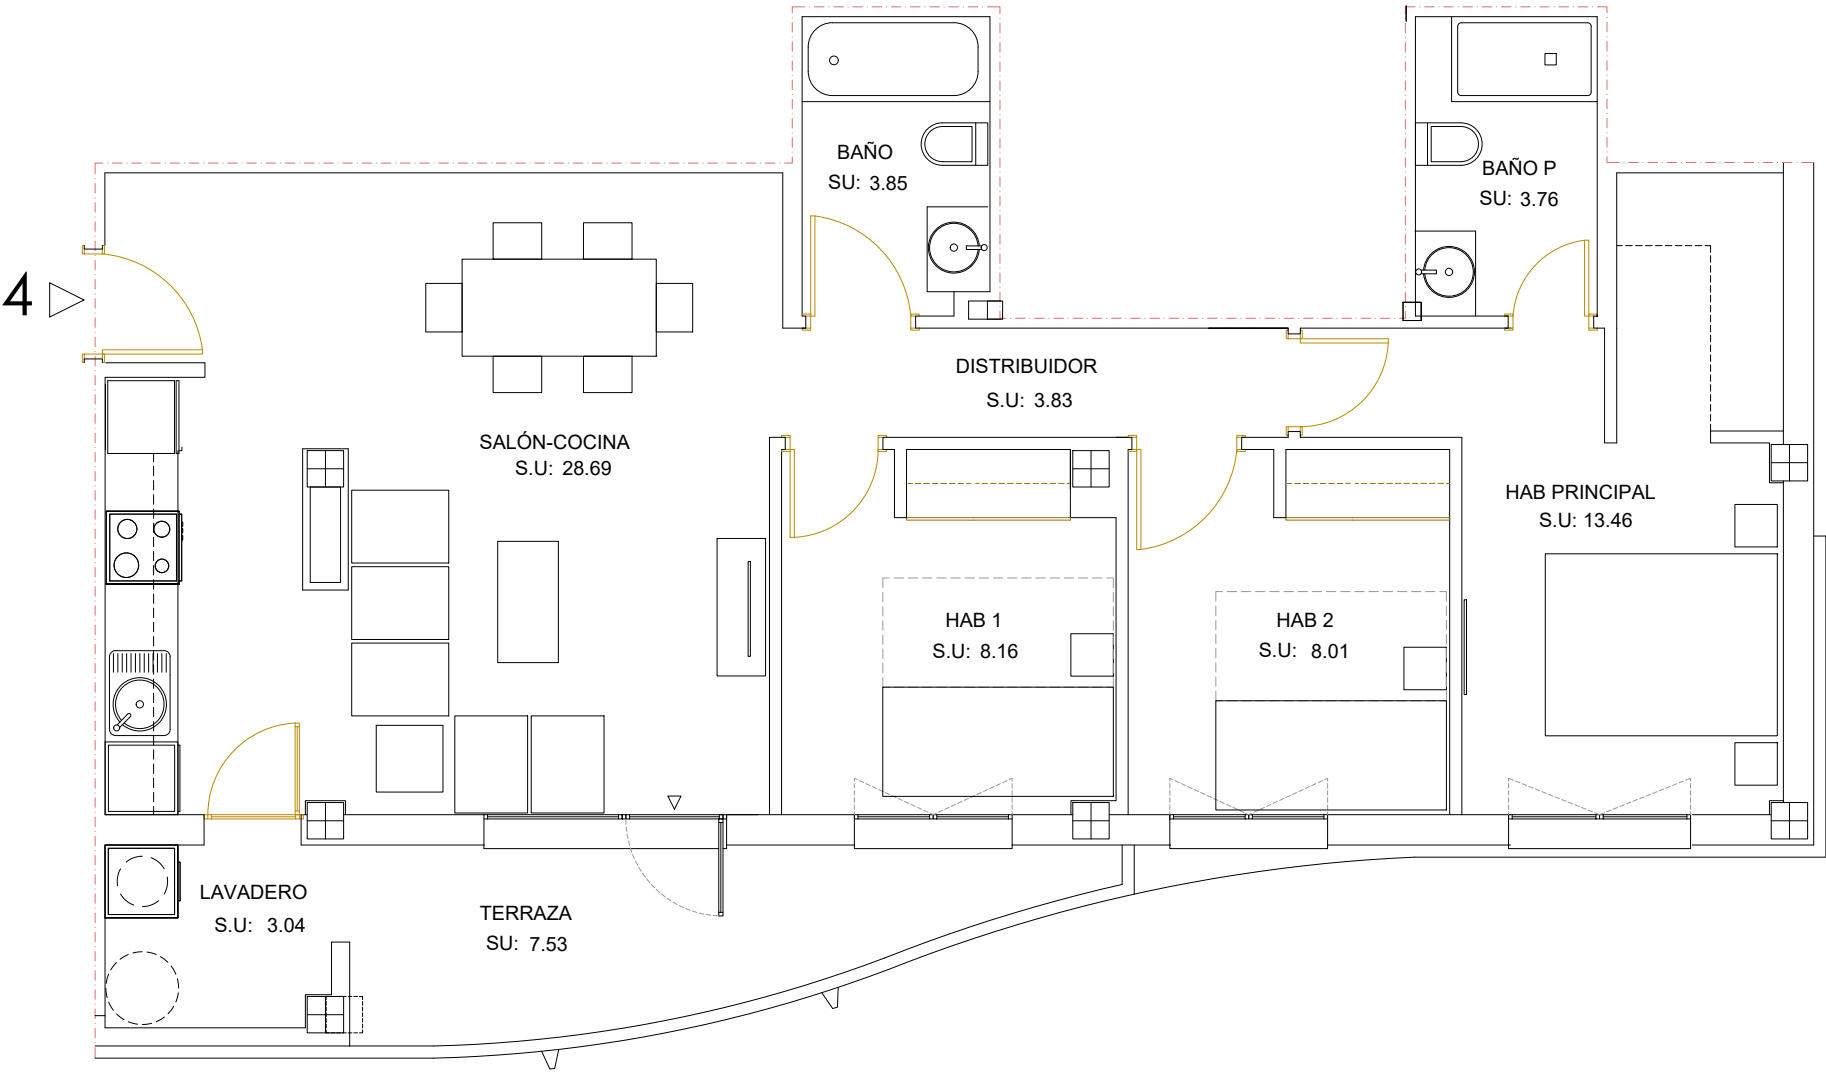 BAÑO
SU: 3.85
BAÑO P
SU: 3.76
4
DISTRIBUIDOR
S.U: 3.83
SALÓN-COCINA
S.U: 28.69
HAB PRINCIPAL
S.U: 13.46
HAB 1
S.U: 8.16
HAB 2
S.U: 8.01
LAVADERO
S.U: 3.04
TERRAZA
SU: 7.53